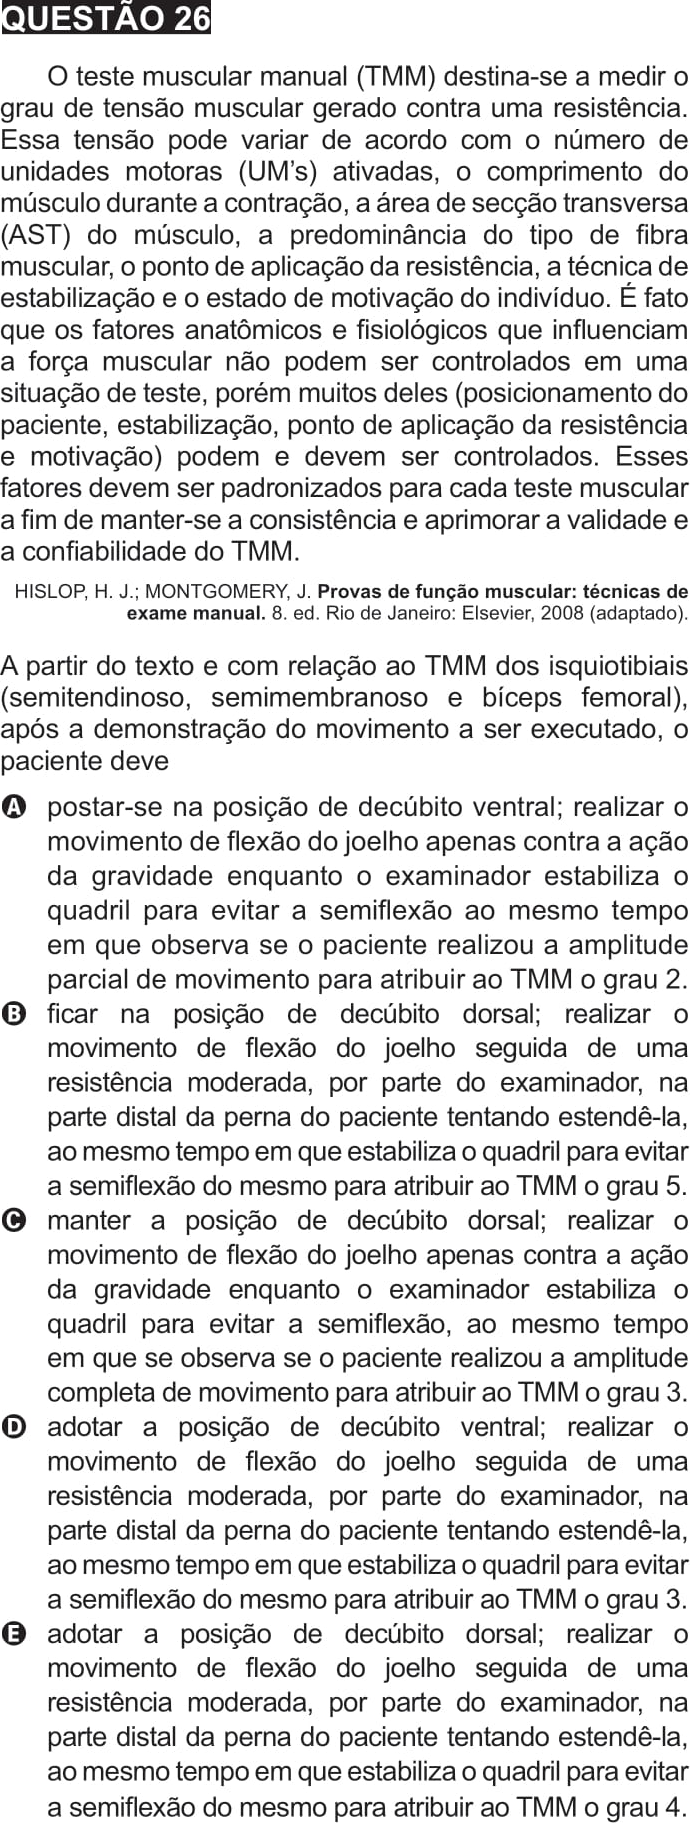 QUESTÃO 26
O teste muscular manual (TMM) destina-se a medir o
grau de tensão muscular gerado contra uma resistência.
Essa tensão pode variar de acordo com o número de
unidades motoras (UM’s) ativadas, o comprimento do
músculo durante a contração, a área de secção transversa
(AST) do músculo, a predominância do tipo de fibra
muscular, o ponto de aplicação da resistência, a técnica de
estabilização e o estado de motivação do indivíduo. É fato
que os fatores anatômicos e fisiológicos que influenciam
a força muscular não podem ser controlados em uma
situação de teste, porém muitos deles (posicionamento do
paciente, estabilização, ponto de aplicação da resistência
e motivação) podem e devem ser controlados. Esses
fatores devem ser padronizados para cada teste muscular
a fim de manter-se a consistência e aprimorar a validade e
a confiabilidade do TMM.
HISLOP, H. J.; MONTGOMERY, J. Provas de função muscular: técnicas de
exame manual. 8. ed. Rio de Janeiro: Elsevier, 2008 (adaptado).
A partir do texto e com relação ao TMM dos isquiotibiais
(semitendinoso, semimembranoso e bíceps femoral),
após a demonstração do movimento a ser executado, o
paciente deve
A postar-se na posição de decúbito ventral; realizar o
movimento de flexão do joelho apenas contra a ação
da gravidade enquanto o examinador estabiliza o
quadril para evitar a semiflexão ao mesmo tempo
em que observa se o paciente realizou a amplitude
parcial de movimento para atribuir ao TMM o grau 2.
B ficar na posição de decúbito dorsal; realizar o
movimento de flexão do joelho seguida de uma
resistência moderada, por parte do examinador, na
parte distal da perna do paciente tentando estendê-la,
ao mesmo tempo em que estabiliza o quadril para evitar
a semiflexão do mesmo para atribuir ao TMM o grau 5.
C manter a posição de decúbito dorsal; realizar o
movimento de flexão do joelho apenas contra a ação
da gravidade enquanto o examinador estabiliza o
quadril para evitar a semiflexão, ao mesmo tempo
em que se observa se o paciente realizou a amplitude
completa de movimento para atribuir ao TMM o grau 3.
D adotar a posição de decúbito ventral; realizar o
movimento de flexão do joelho seguida de uma
resistência moderada, por parte do examinador, na
parte distal da perna do paciente tentando estendê-la,
ao mesmo tempo em que estabiliza o quadril para evitar
a semiflexão do mesmo para atribuir ao TMM o grau 3.
E adotar a posição de decúbito dorsal; realizar o
movimento de flexão do joelho seguida de uma
resistência moderada, por parte do examinador, na
parte distal da perna do paciente tentando estendê-la,
ao mesmo tempo em que estabiliza o quadril para evitar
a semiflexão do mesmo para atribuir ao TMM o grau 4.